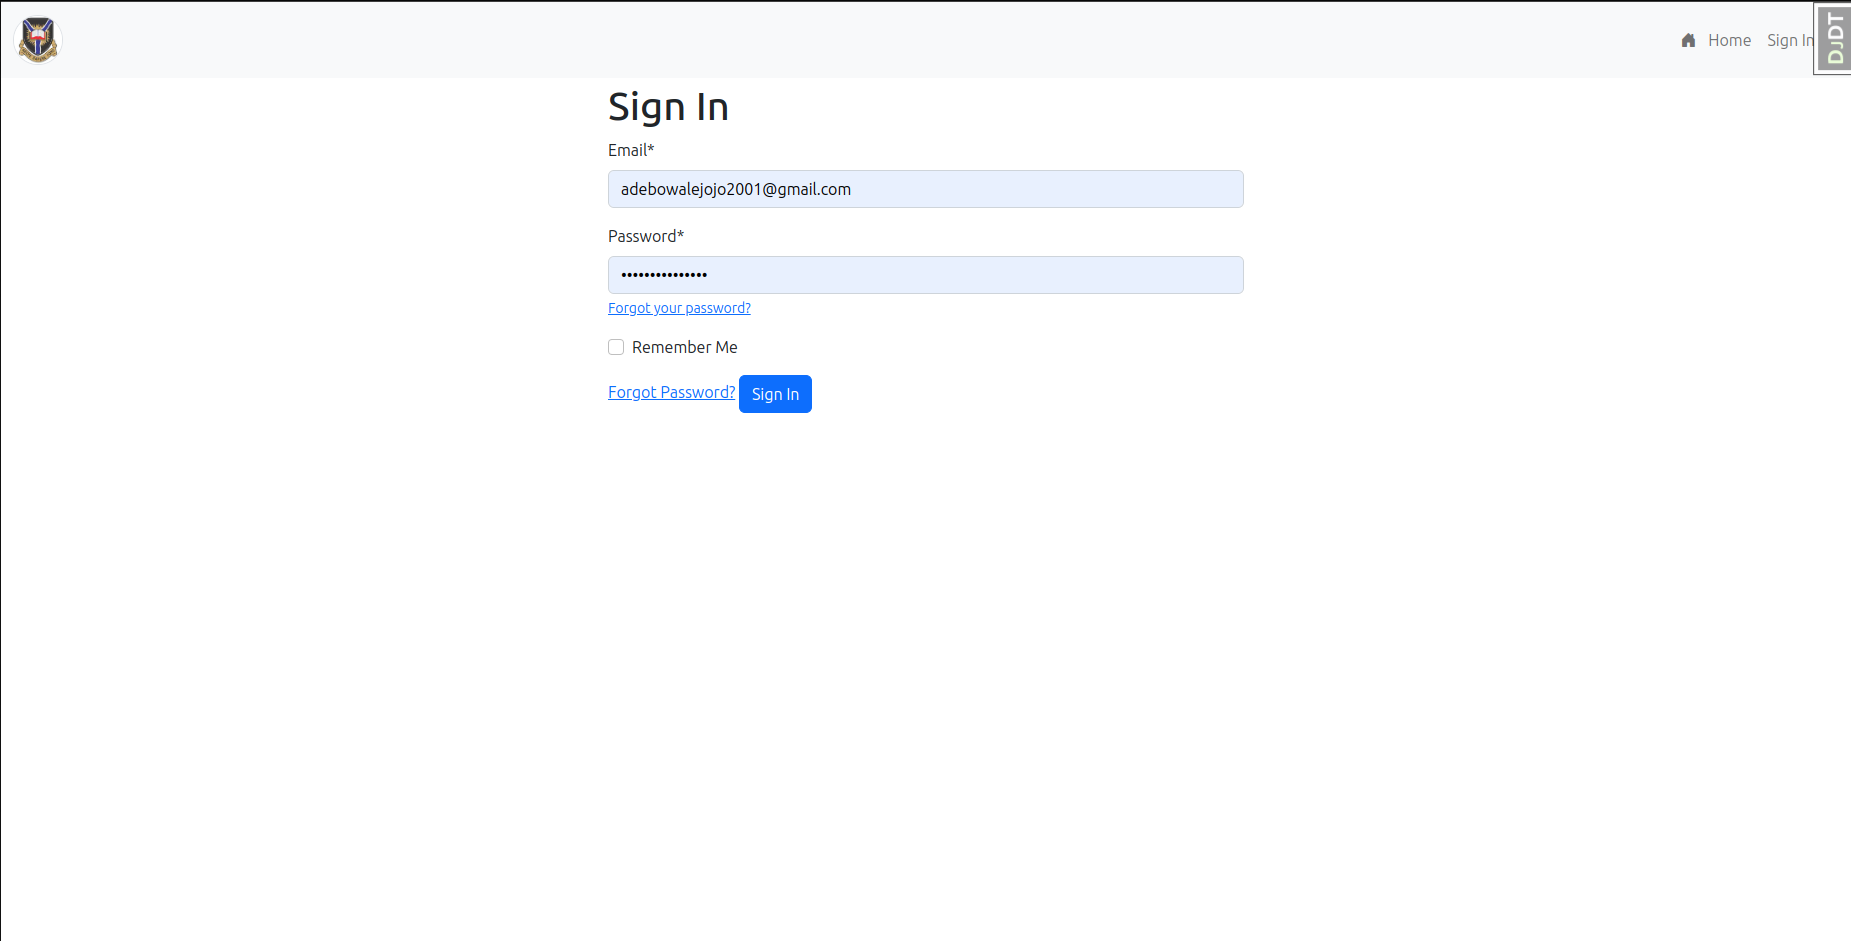 Home Sign In
DJDT
Sign In
Email*
adebowalejojo2001@gmail.com
Password*
•••••••••••••••
Forgot your password?
Remember Me
Forgot Password? Sign In